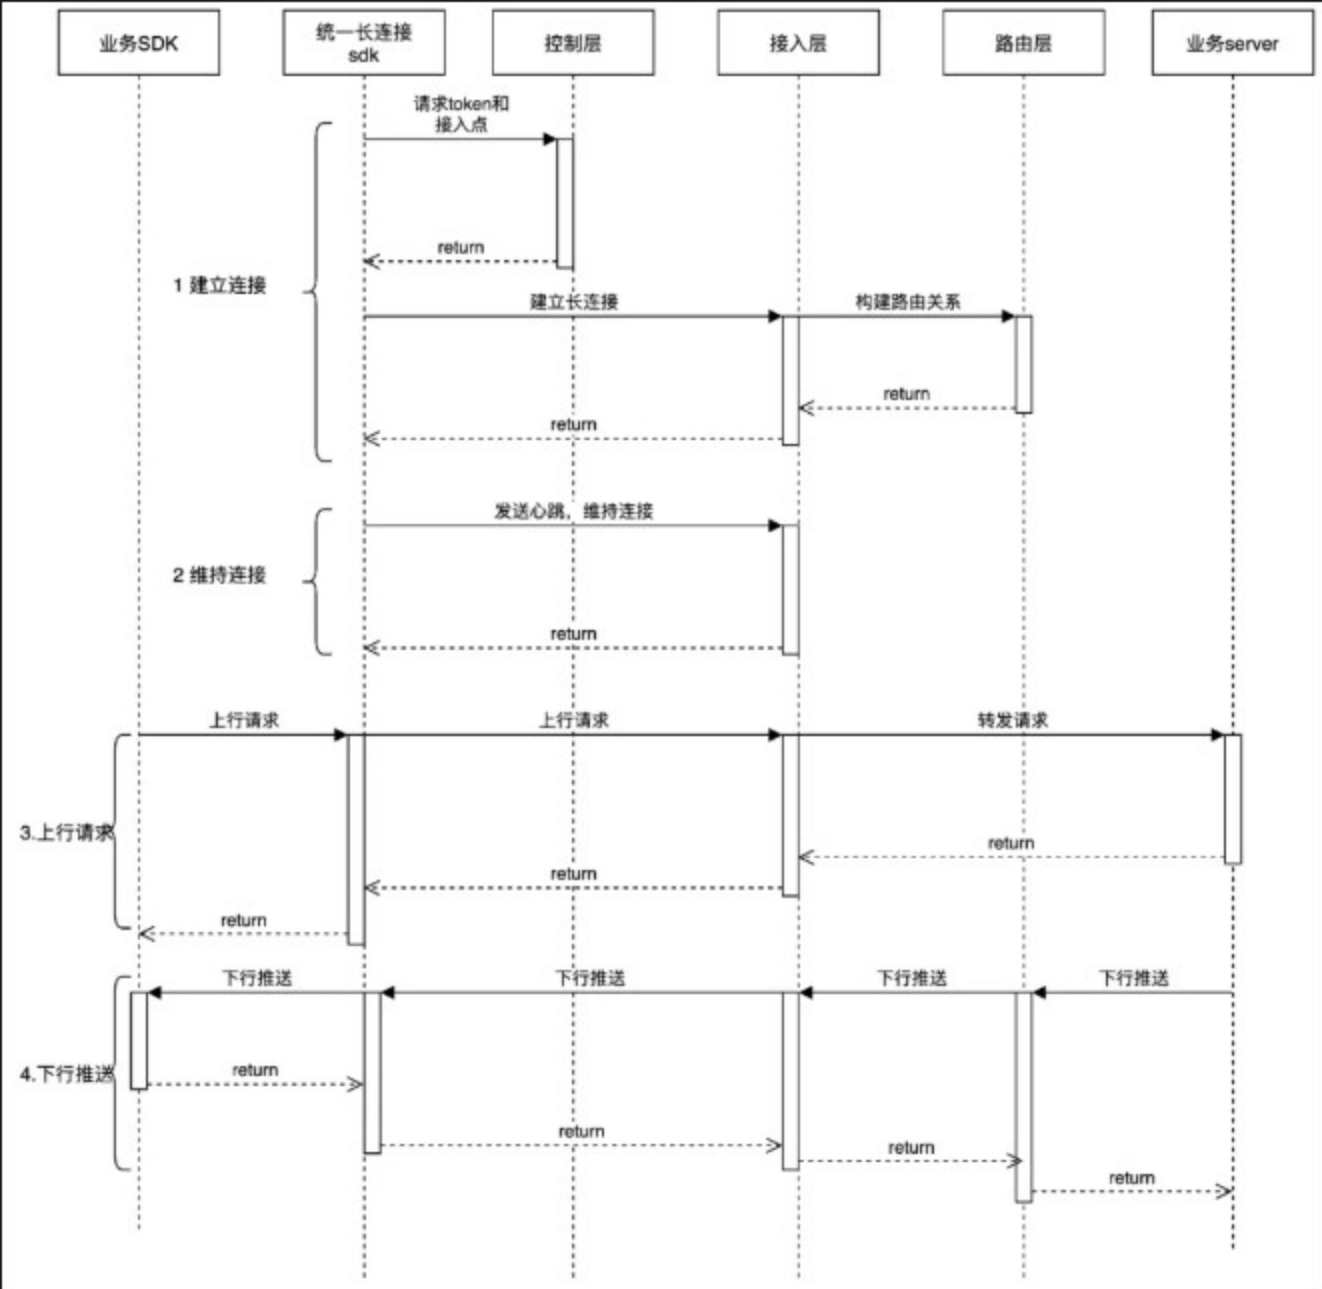 业务SDK
统一长连接
sdk
控制层
接入层
路由层
业务server
请求token和
接入点
return
1 建立连接
建立长连接
构建路由关系
return
return
发送心跳，维持连接
2 维持连接
return
上行请求
上行请求
转发请求
3.上行请求
return
return
return
下行推送
下行推送
下行推送
下行推送
4.下行推送
return
return
return
return